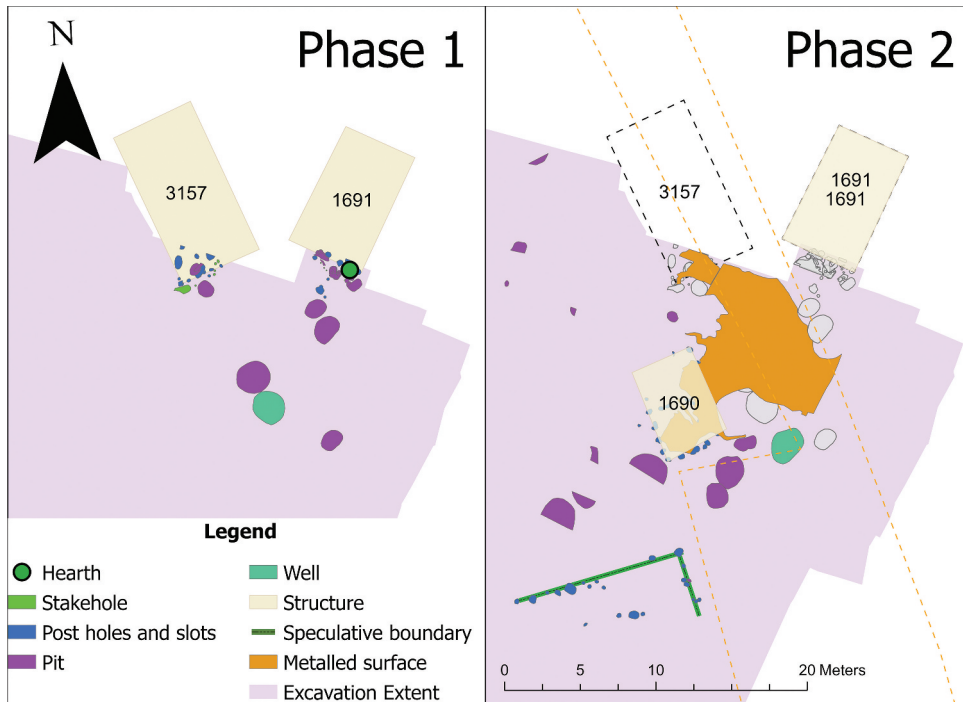 N
Phase 1
3157
1691
Legend
Hearth
Stakehole
Post holes and slots
Pit
Well
Structure
Speculative boundary
Metalled surface
Excavation Extent
Phase 2
3157
1691
1691
1690
0 5 10 20 Meters